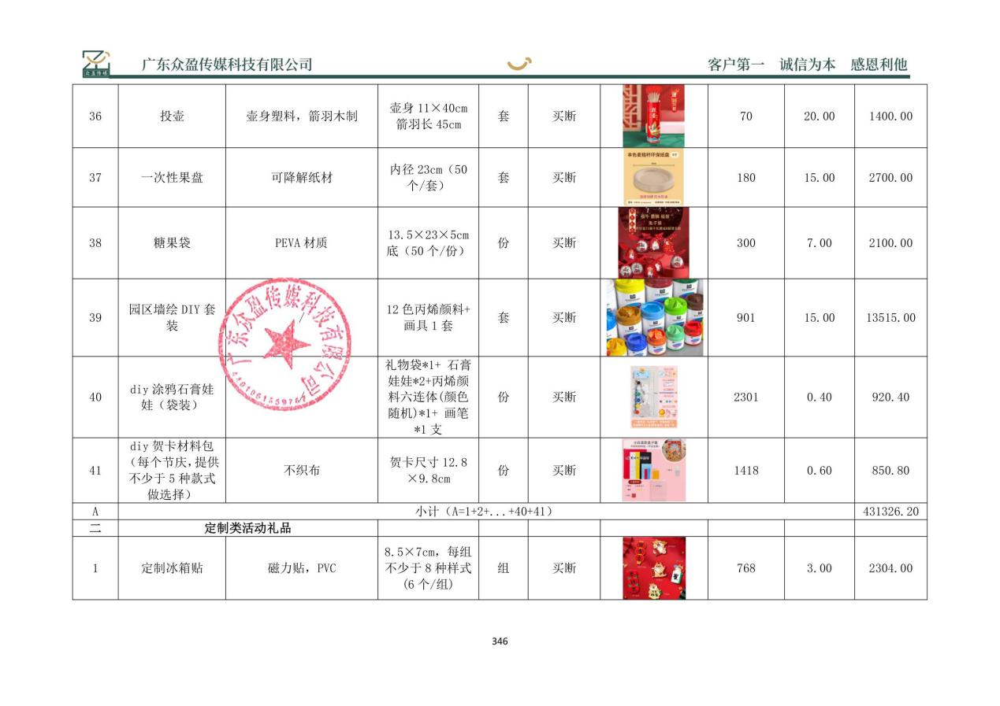 众盈传媒
广东众盈传媒科技有限公司
客户第一 诚信为本 感恩利他
36 投壶 壶身塑料，箭羽木制 壶身 11×40cm 箭羽长 45cm 套 买断 70 20.00 1400.00
37 一次性果盘 可降解纸材 内径 23cm（50 个/套） 套 买断 180 15.00 2700.00
本色麦秸秆环保纸盘
38 糖果袋 PEVA 材质 13.5×23×5cm 底（50 个/份） 份 买断 300 7.00 2100.00
39 园区墙绘 DIY 套装 / 12 色丙烯颜料+画具 1 套 套 买断 901 15.00 13515.00
广东众盈传媒科技有限公司
40 diy 涂鸦石膏娃娃（袋装） / 礼物袋*1+ 石膏娃娃*2+丙烯颜料六连体(颜色随机)*1+ 画笔*1 支 份 买断 2301 0.40 920.40
41 diy 贺卡材料包（每个节庆,提供不少于 5 种款式做选择） 不织布 贺卡尺寸 12.8×9.8cm 份 买断 1418 0.60 850.80
A 小计（A=1+2+...+40+41） 431326.20
二 定制类活动礼品
1 定制冰箱贴 磁力贴，PVC 8.5×7cm，每组不少于 8 种样式(6 个/组) 组 买断 768 3.00 2304.00
346